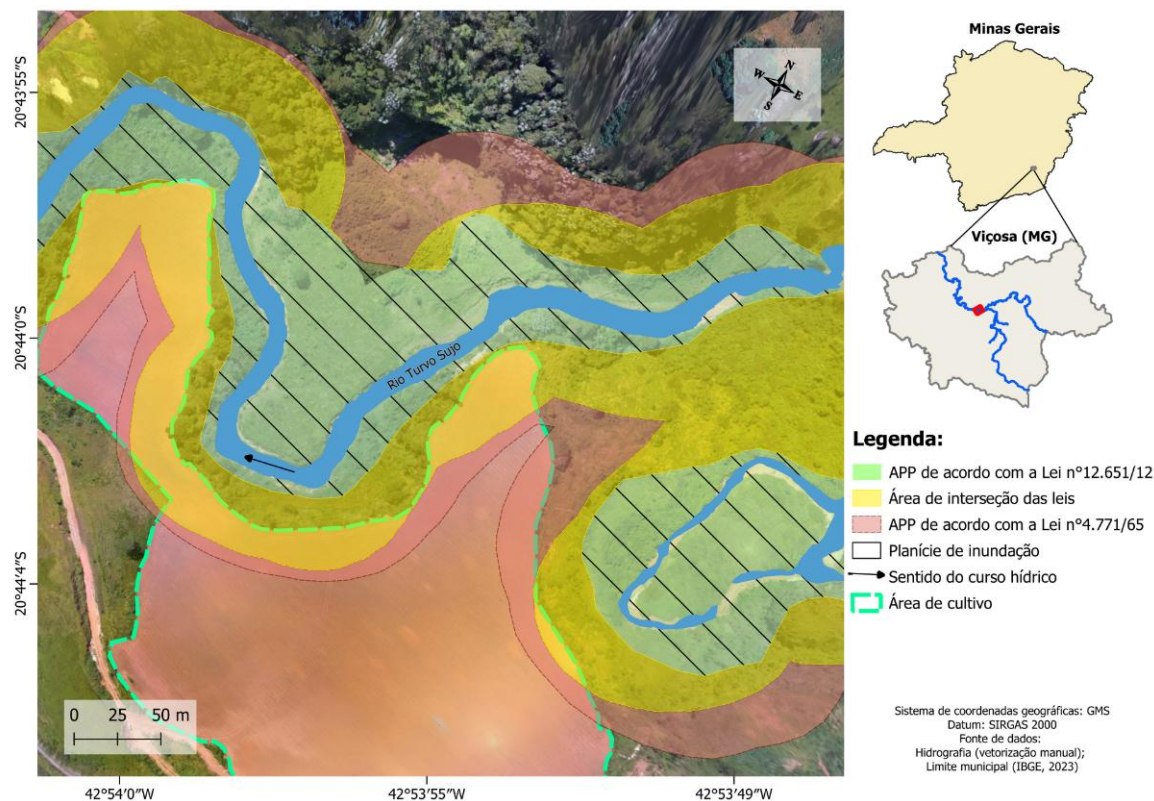 Minas Gerais
20°43'55"S
N
W
E
S
Viçosa (MG)
20°44'0"S
Rio Turvo Sujo
Legenda:
APP de acordo com a Lei n°12.651/12
Área de interseção das leis
APP de acordo com a Lei n°4.771/65
Planície de inundação
Sentido do curso hídrico
20°44'4"S
Área de cultivo
0 25 50 m
Sistema de coordenadas geográficas: GMS
Datum: SIRGAS 2000
Fonte de dados:
Hidrografia (vetorização manual);
Limite municipal (IBGE, 2023)
42°54'0"W 42°53'55"W 42°53'49"W